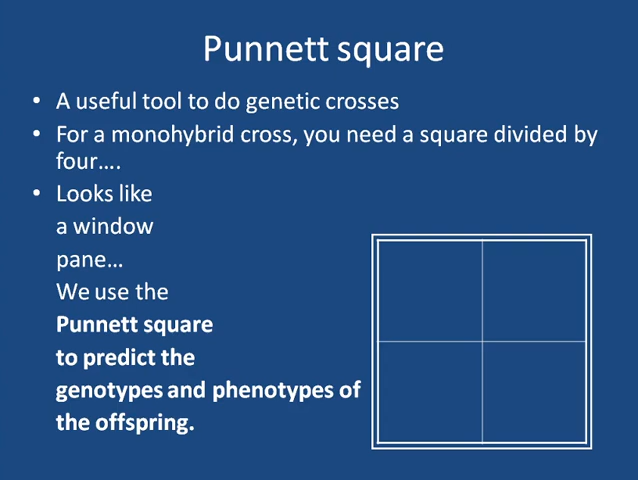 Punnett square
• A useful tool to do genetic crosses
• For a monohybrid cross, you need a square divided by
four….
• Looks like
a window
pane…
We use the
Punnett square
to predict the
genotypes and phenotypes of
the offspring.